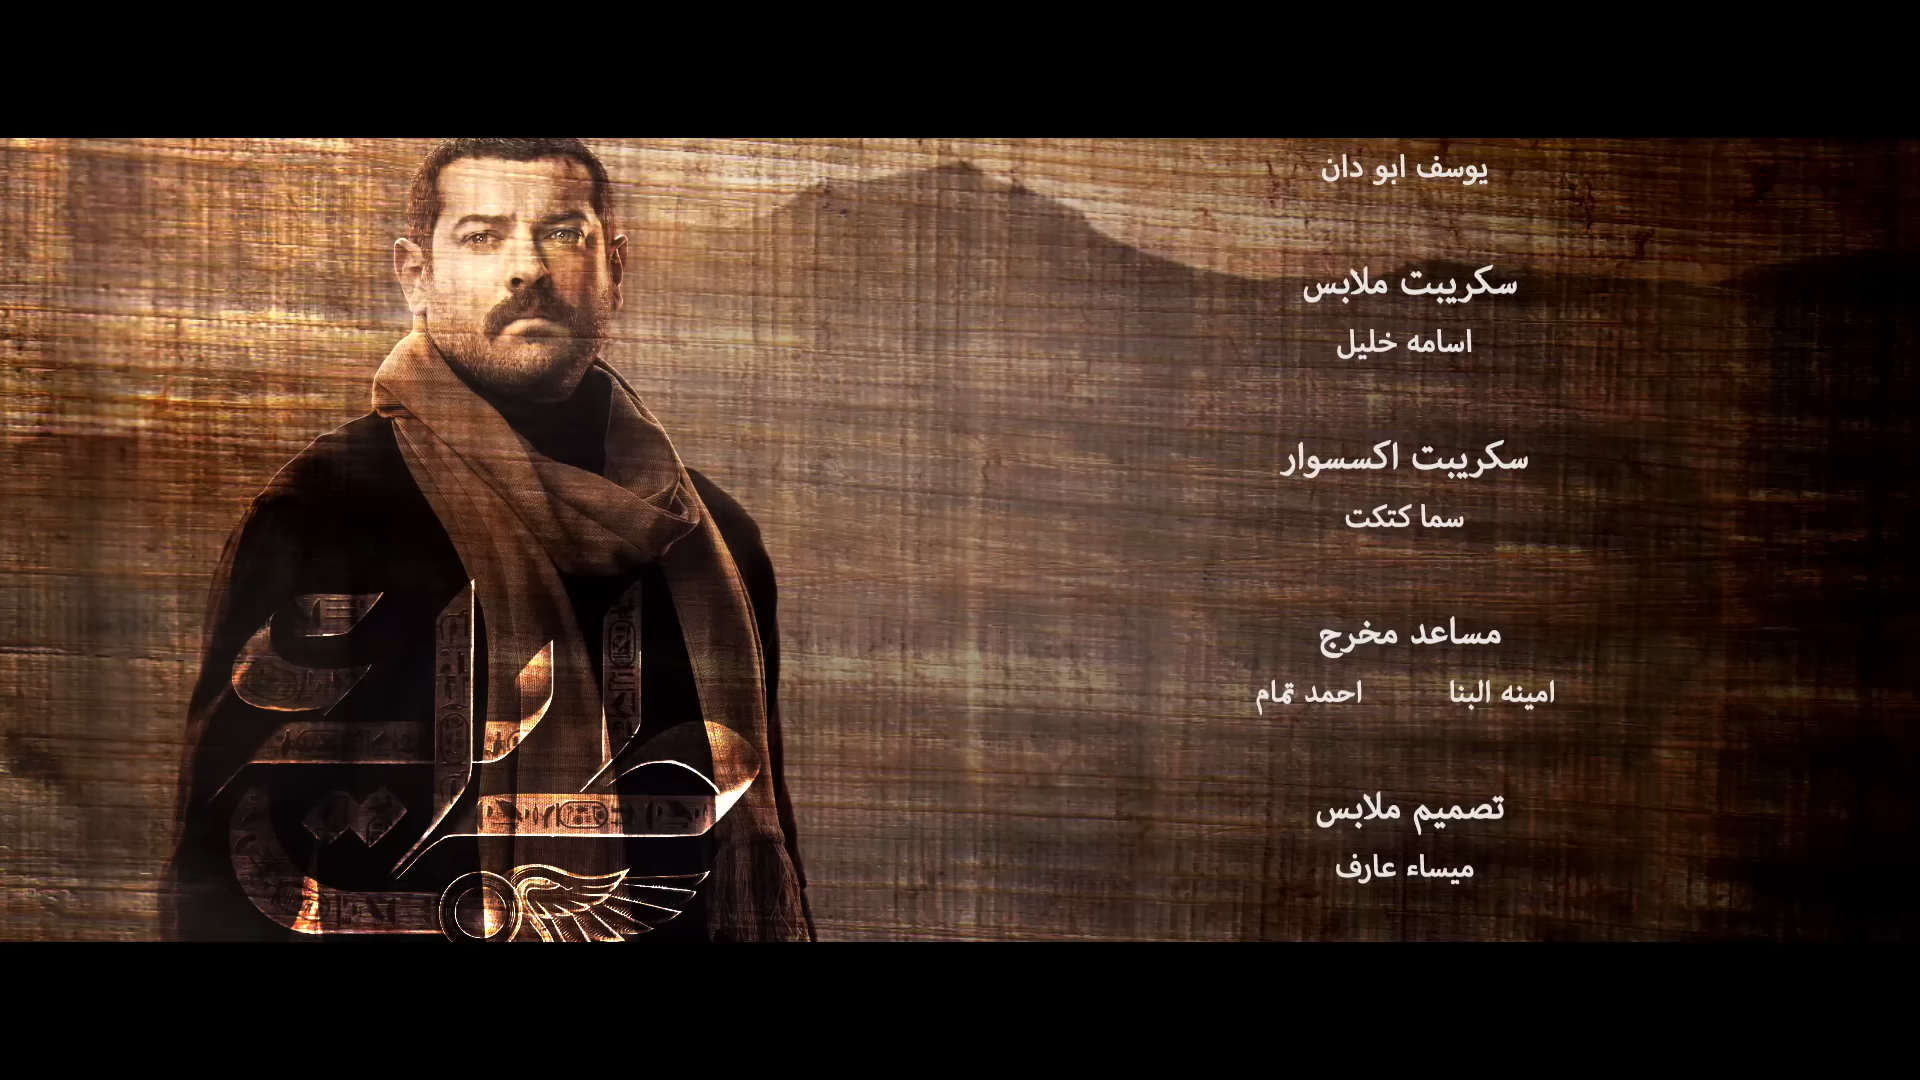 يوسف ابو دان
سكريبت ملابس
اسامه خليل
سكريبت اكسسوار
سما كتكت
مساعد مخرج
امينه البنا احمد تمام
تصميم ملابس
ميساء عارف